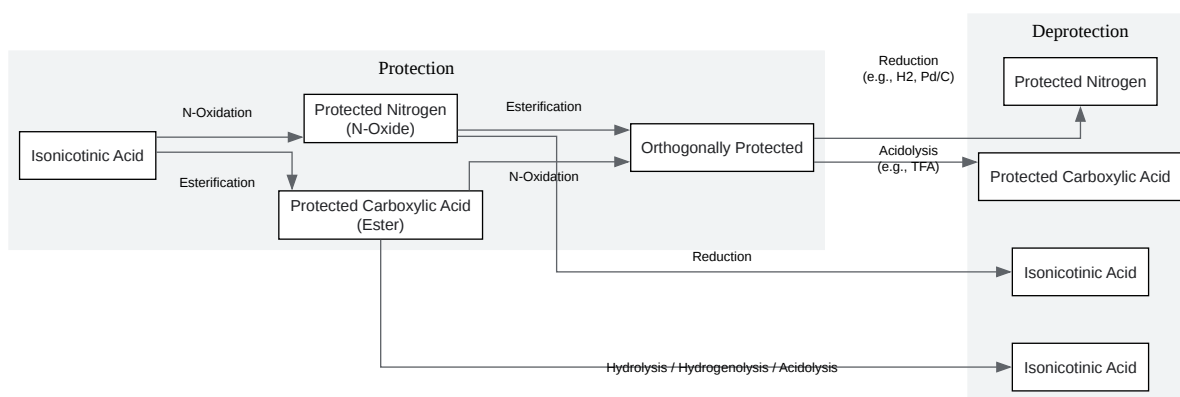 Protection
Deprotection
Isonicotinic Acid
N-Oxidation
Esterification
Protected Nitrogen
(N-Oxide)
Protected Carboxylic Acid
(Ester)
Esterification
N-Oxidation
Orthogonally Protected
Reduction
(e.g., H2, Pd/C)
Acidolysis
(e.g., TFA)
Protected Nitrogen
Protected Carboxylic Acid
Reduction
Isonicotinic Acid
Hydrolysis / Hydrogenolysis / Acidolysis
Isonicotinic Acid